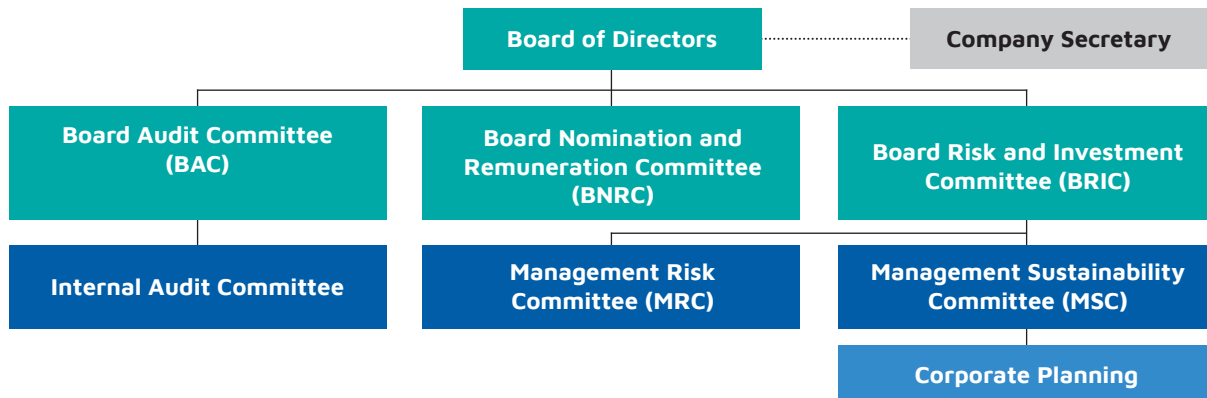 Board of Directors
Company Secretary
Board Audit Committee
(BAC)
Board Nomination and
Remuneration Committee
(BNRC)
Board Risk and Investment
Committee (BRIC)
Internal Audit Committee
Management Risk
Committee (MRC)
Management Sustainability
Committee (MSC)
Corporate Planning